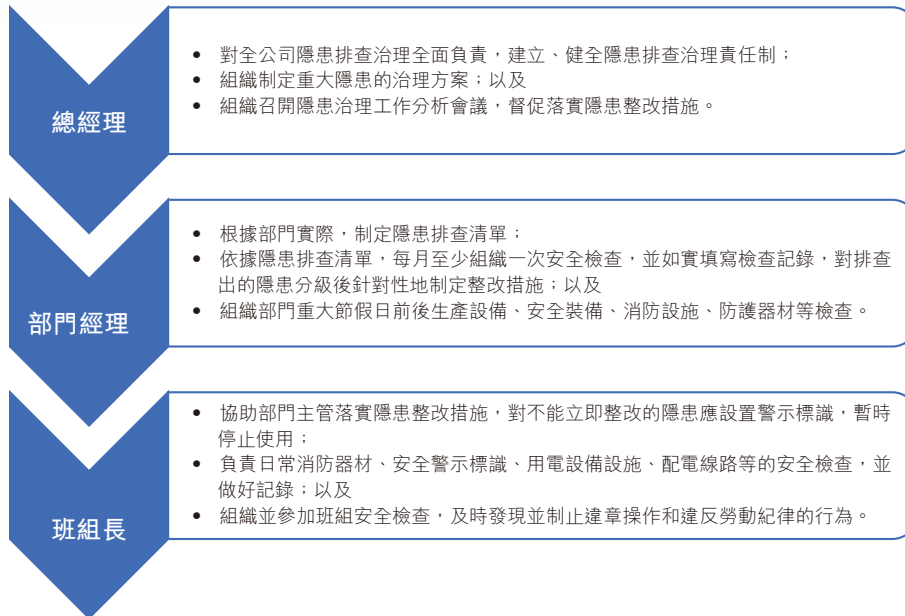 總經理
• 對全公司隱患排查治理全面負責，建立、健全隱患排查治理責任制；
• 組織制定重大隱患的治理方案；以及
• 組織召開隱患治理工作分析會議，督促落實隱患整改措施。
部門經理
• 根據部門實際，制定隱患排查清單；
• 依據隱患排查清單，每月至少組織一次安全檢查，並如實填寫檢查記錄，對排查
出的隱患分級後針對性地制定整改措施；以及
• 組織部門重大節假日前後生產設備、安全裝備、消防設施、防護器材等檢查。
班組長
• 協助部門主管落實隱患整改措施，對不能立即整改的隱患應設置警示標識，暫時
停止使用；
• 負責日常消防器材、安全警示標識、用電設備設施、配電線路等的安全檢查，並
做好記錄；以及
• 組織並參加班組安全檢查，及時發現並制止違章操作和違反勞動紀律的行為。